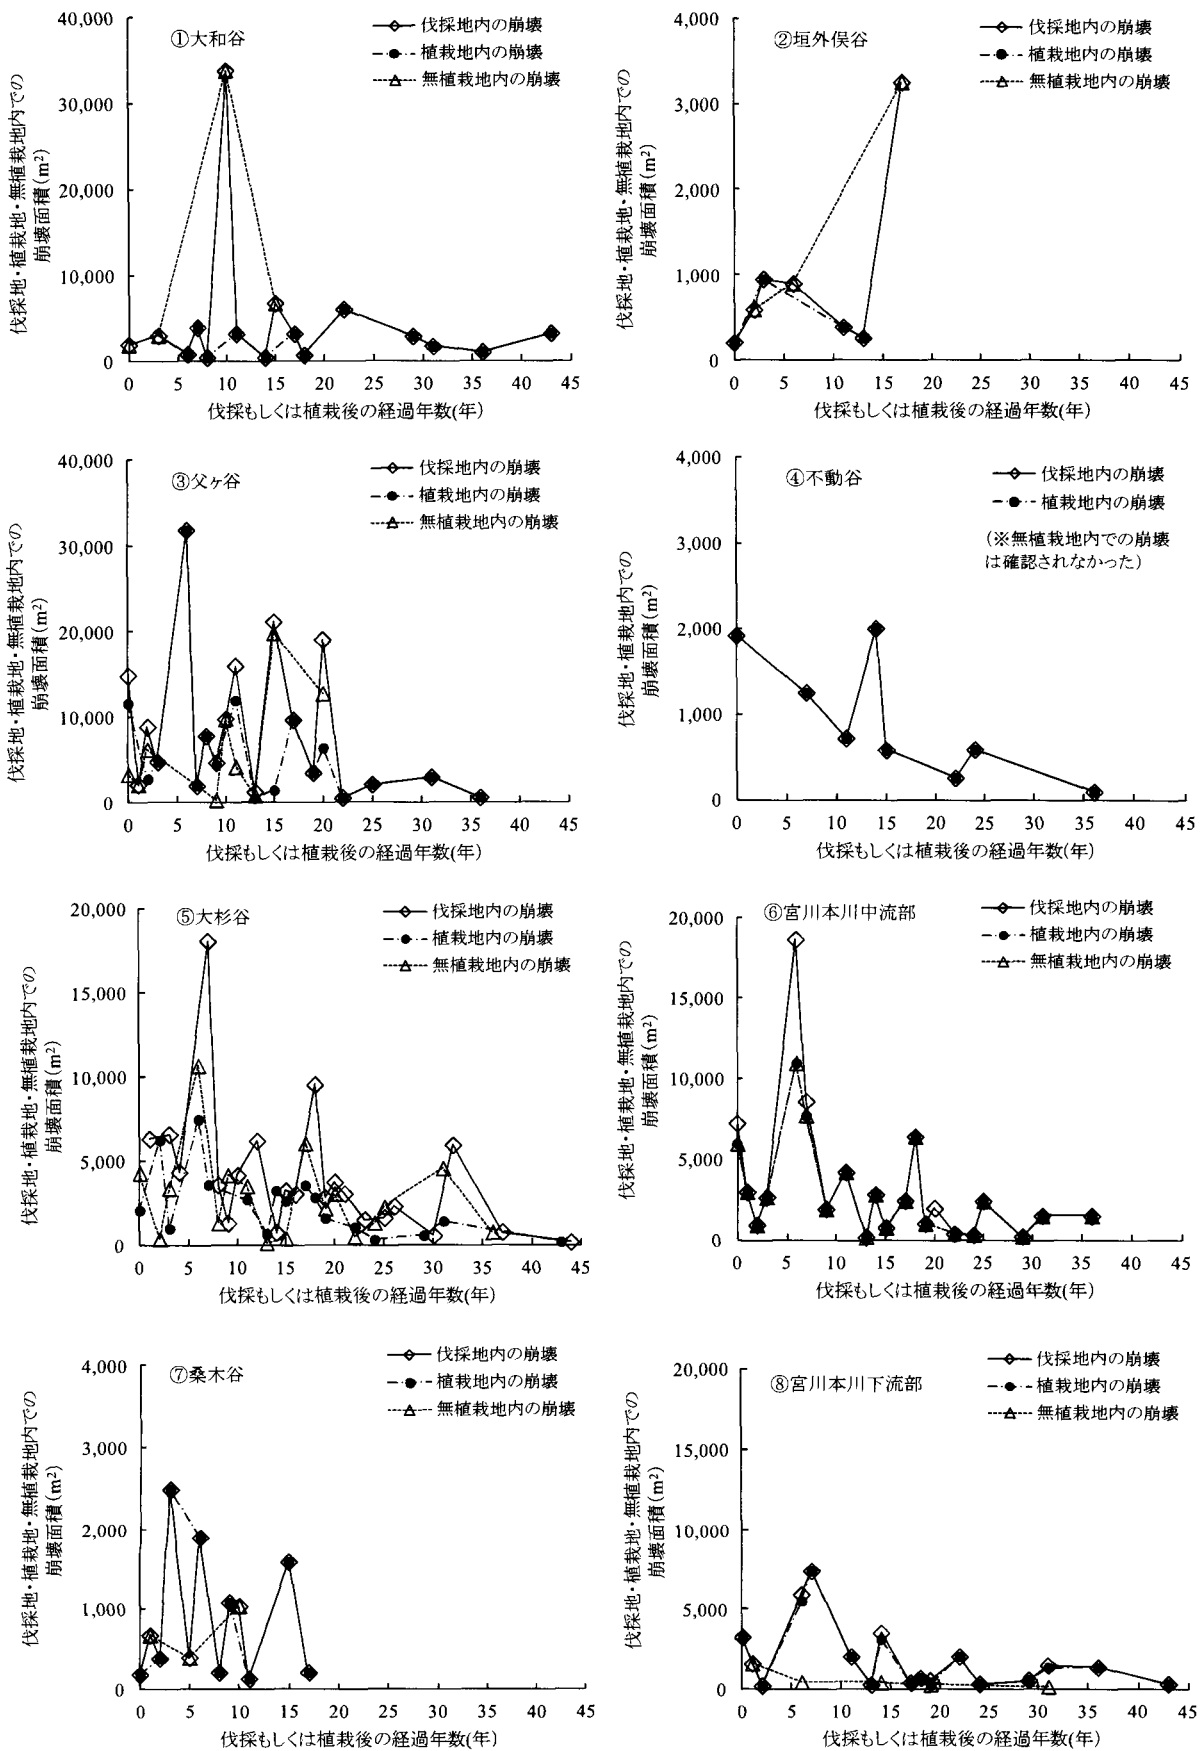 ①大和谷
伐採地内の崩壊
植栽地内の崩壊
無植栽地内の崩壊
伐採地・植栽地・無植栽地内での
崩壊面積(m²)
40,000
30,000
20,000
10,000
0
0 5 10 15 20 25 30 35 40 45
伐採もしくは植栽後の経過年数(年)
②垣外俣谷
伐採地内の崩壊
植栽地内の崩壊
無植栽地内の崩壊
伐採地・植栽地・無植栽地内での
崩壊面積(m²)
4,000
3,000
2,000
1,000
0
0 5 10 15 20 25 30 35 40 45
伐採もしくは植栽後の経過年数(年)
③父ヶ谷
伐採地内の崩壊
植栽地内の崩壊
無植栽地内の崩壊
伐採地・植栽地・無植栽地内での
崩壊面積(m²)
40,000
30,000
20,000
10,000
0
0 5 10 15 20 25 30 35 40 45
伐採もしくは植栽後の経過年数(年)
④不動谷
伐採地内の崩壊
植栽地内の崩壊
(※無植栽地内での崩壊
は確認されなかった)
伐採地・植栽地内での
崩壊面積(m²)
4,000
3,000
2,000
1,000
0
0 5 10 15 20 25 30 35 40 45
伐採もしくは植栽後の経過年数(年)
⑤大杉谷
伐採地内の崩壊
植栽地内の崩壊
無植栽地内の崩壊
伐採地・植栽地・無植栽地内での
崩壊面積(m²)
20,000
15,000
10,000
5,000
0
0 5 10 15 20 25 30 35 40 45
伐採もしくは植栽後の経過年数(年)
⑥宮川本川中流部
伐採地内の崩壊
植栽地内の崩壊
無植栽地内の崩壊
伐採地・植栽地・無植栽地内での
崩壊面積(m²)
20,000
15,000
10,000
5,000
0
0 5 10 15 20 25 30 35 40 45
伐採もしくは植栽後の経過年数(年)
⑦桑木谷
伐採地内の崩壊
植栽地内の崩壊
無植栽地内の崩壊
伐採地・植栽地・無植栽地内での
崩壊面積(m²)
4,000
3,000
2,000
1,000
0
0 5 10 15 20 25 30 35 40 45
伐採もしくは植栽後の経過年数(年)
⑧宮川本川下流部
伐採地内の崩壊
植栽地内の崩壊
無植栽地内の崩壊
伐採地・植栽地・無植栽地内での
崩壊面積(m²)
20,000
15,000
10,000
5,000
0
0 5 10 15 20 25 30 35 40 45
伐採もしくは植栽後の経過年数(年)